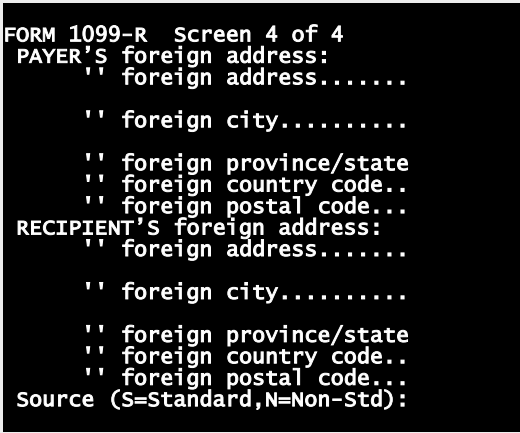 FORM 1099-R  Screen 4 of 4
PAYER'S foreign address:
'' foreign address.......
'' foreign city..........
'' foreign province/state
'' foreign country code..
'' foreign postal code...
RECIPIENT'S foreign address:
'' foreign address.......
'' foreign city..........
'' foreign province/state
'' foreign country code..
'' foreign postal code...
Source (S=Standard,N=Non-Std):